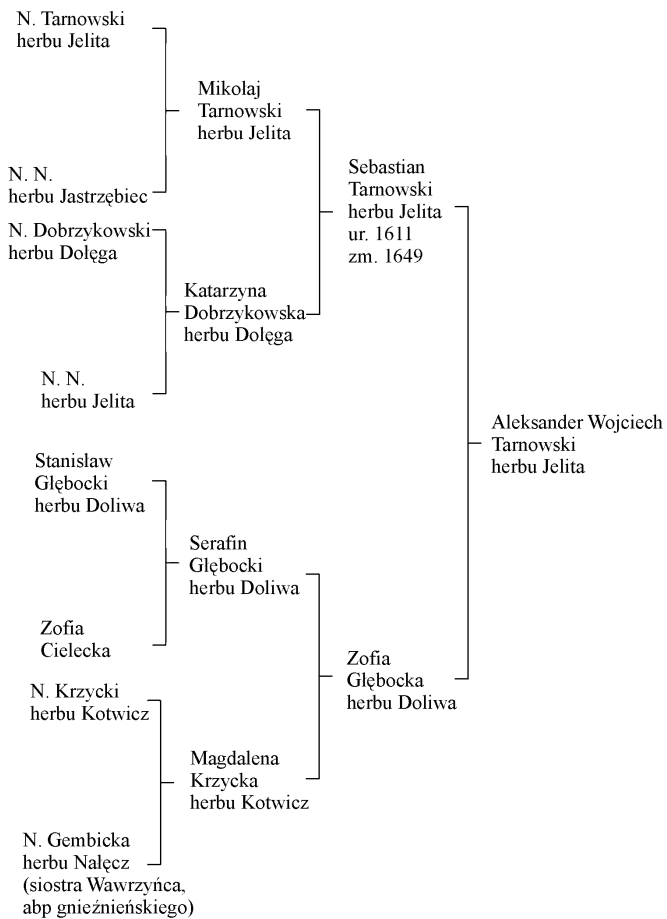 N. Tarnowski
herbu Jelita
Mikołaj
Tarnowski
herbu Jelita
N. N.
herbu Jastrzębiec
Sebastian
Tarnowski
herbu Jelita
ur. 1611
zm. 1649
N. Dobrzykowski
herbu Dołęga
Katarzyna
Dobrzykowska
herbu Dołęga
N. N.
herbu Jelita
Aleksander Wojciech
Tarnowski
herbu Jelita
Stanisław
Głębocki
herbu Doliwa
Serafin
Głębocki
herbu Doliwa
Zofia
Cielecka
Zofia
Głębocka
herbu Doliwa
N. Krzycki
herbu Kotwicz
Magdalena
Krzycka
herbu Kotwicz
N. Gembicka
herbu Nałęcz
(siostra Wawrzyńca,
abp gnieźnieńskiego)